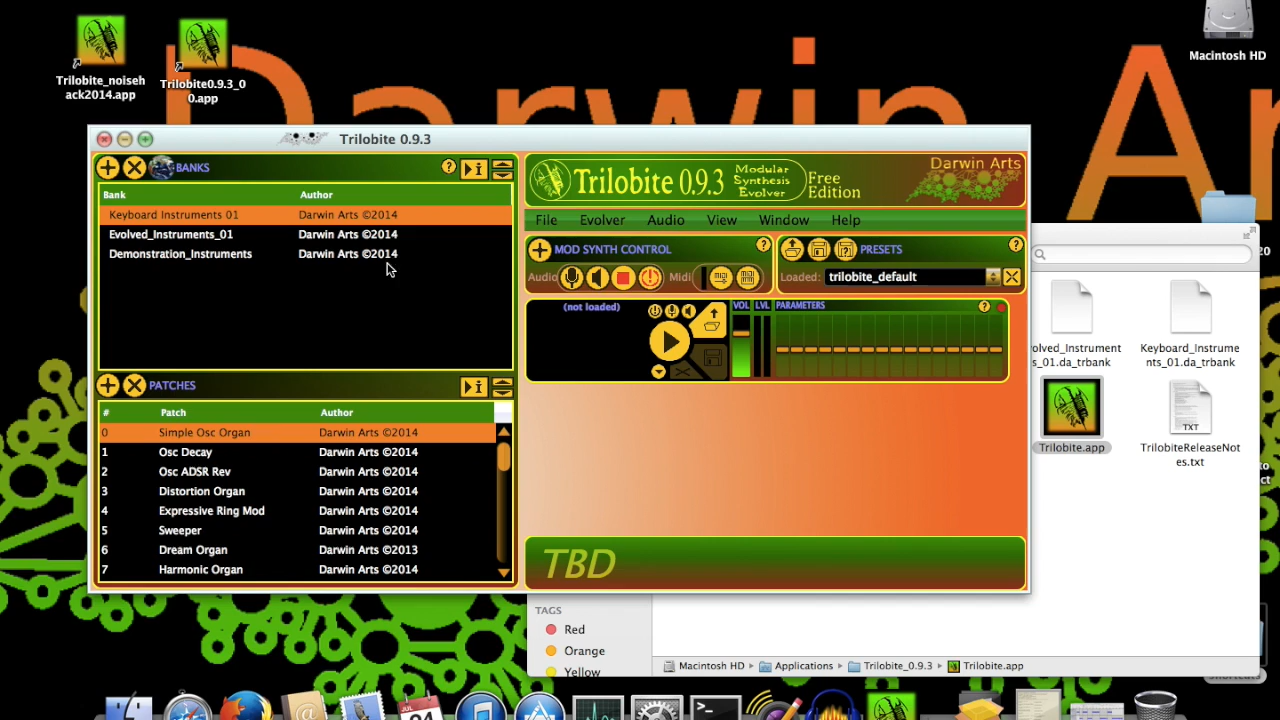 Darwin Ar
Trilobite_noiseh
ack2014.app
Trilobite0.9.3_0
0.app
Macintosh HD
Trilobite 0.9.3
BANKS
?
Bank Author
Keyboard Instruments 01 Darwin Arts ©2014
Evolved_Instruments_01 Darwin Arts ©2014
Demonstration_Instruments Darwin Arts ©2014
PATCHES
# Patch Author
0 Simple Osc Organ Darwin Arts ©2014
1 Osc Decay Darwin Arts ©2014
2 Osc ADSR Rev Darwin Arts ©2014
3 Distortion Organ Darwin Arts ©2014
4 Expressive Ring Mod Darwin Arts ©2014
5 Sweeper Darwin Arts ©2014
6 Dream Organ Darwin Arts ©2013
7 Harmonic Organ Darwin Arts ©2014
Trilobite 0.9.3
Modular
Synthesis
Evolver
Free
Edition
Darwin Arts
File Evolver Audio View Window Help
MOD SYNTH CONTROL ?
Audio Midi
PRESETS ?
Loaded: trilobite_default
(not loaded)
VOL LVL PARAMETERS ?
TBD
olved_Instrument
s_01.da_trbank
Keyboard_Instrume
nts_01.da_trbank
Trilobite.app
TXT
TrilobiteReleaseNot
es.txt
TAGS
Red
Orange
Yellow
Macintosh HD Applications Trilobite_0.9.3 Trilobite.app